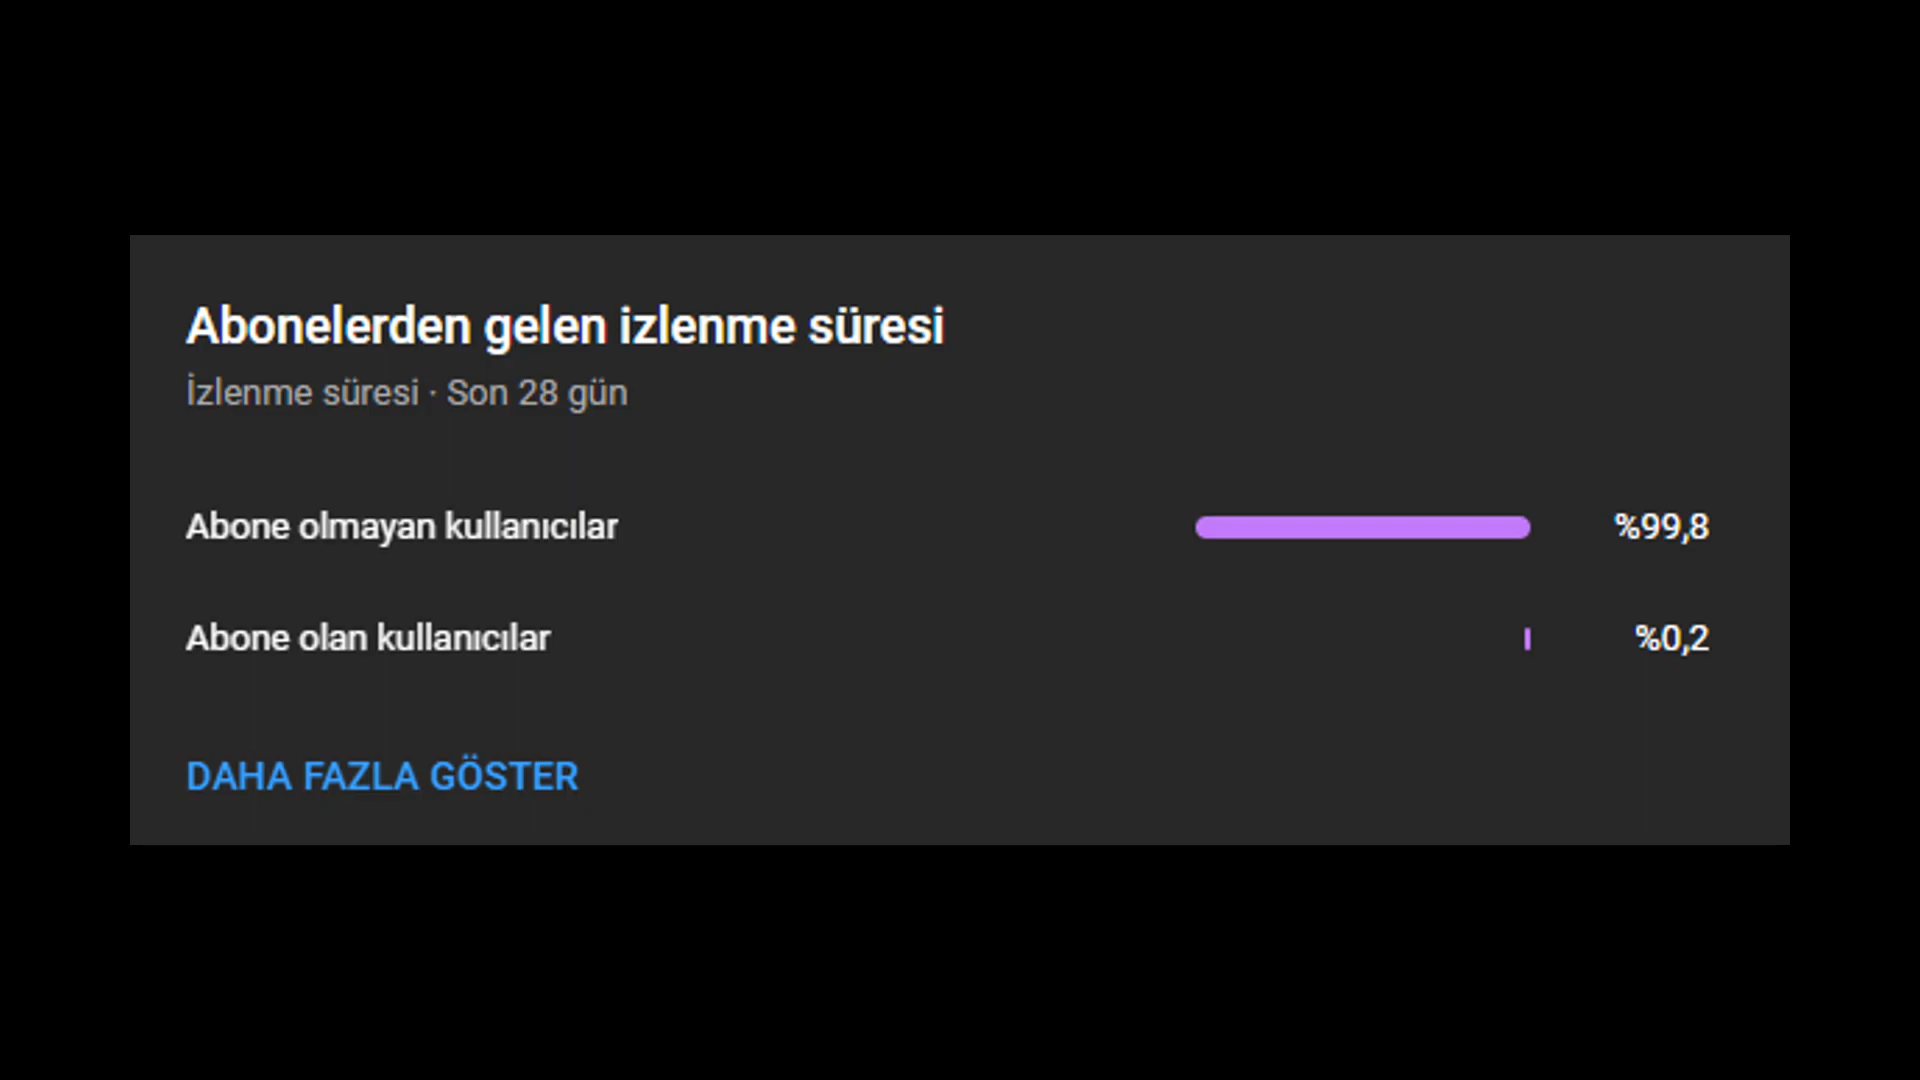 Abonelerden gelen izlenme süresi
İzlenme süresi · Son 28 gün
Abone olmayan kullanıcılar %99,8
Abone olan kullanıcılar %0,2
DAHA FAZLA GÖSTER